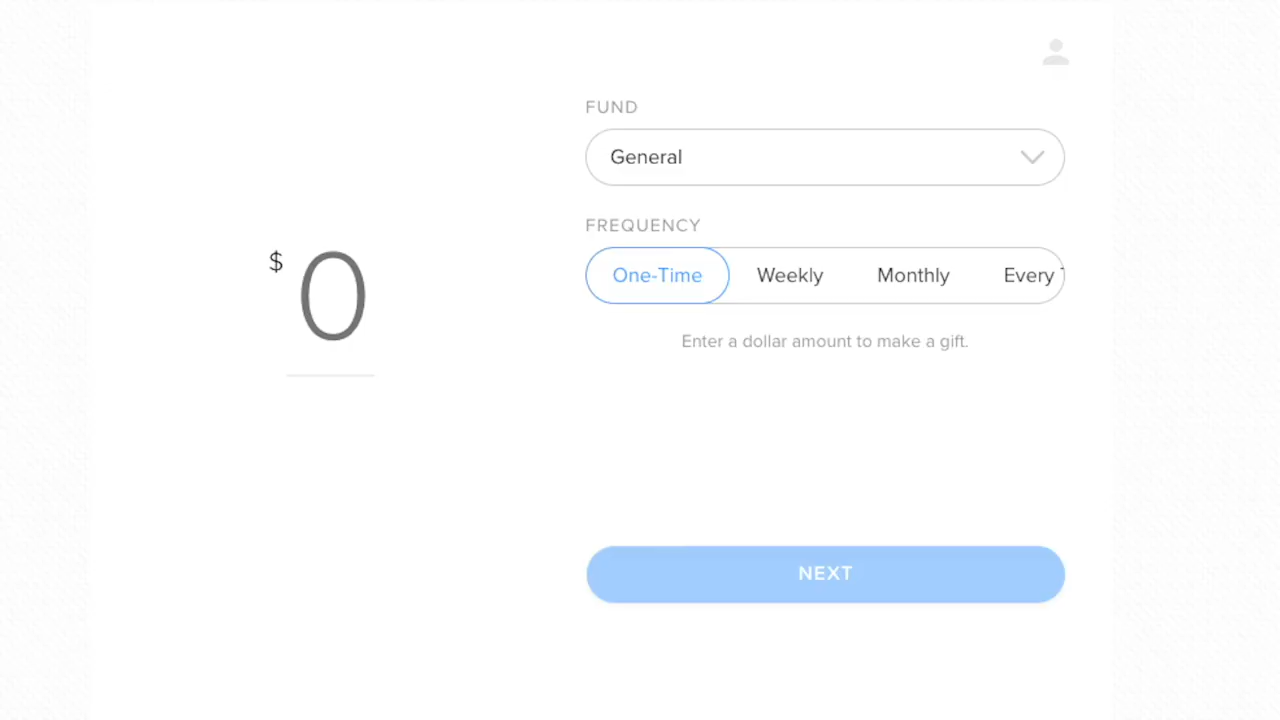 $ 0
FUND
General
FREQUENCY
One-Time Weekly Monthly Every
Enter a dollar amount to make a gift.
NEXT